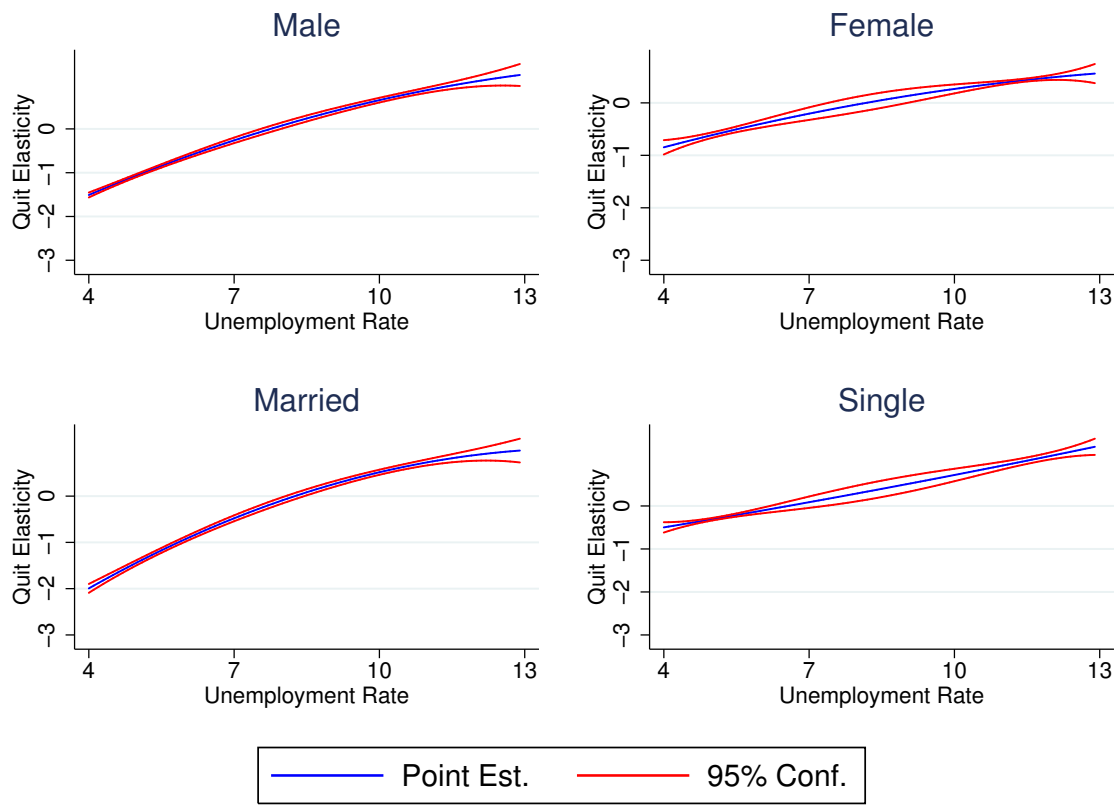 Male
Quit Elasticity
0
−1
−2
−3
4 7 10 13
Unemployment Rate
Female
Quit Elasticity
0
−1
−2
−3
4 7 10 13
Unemployment Rate
Married
Quit Elasticity
0
−1
−2
−3
4 7 10 13
Unemployment Rate
Single
Quit Elasticity
0
−1
−2
−3
4 7 10 13
Unemployment Rate
Point Est. 95% Conf.